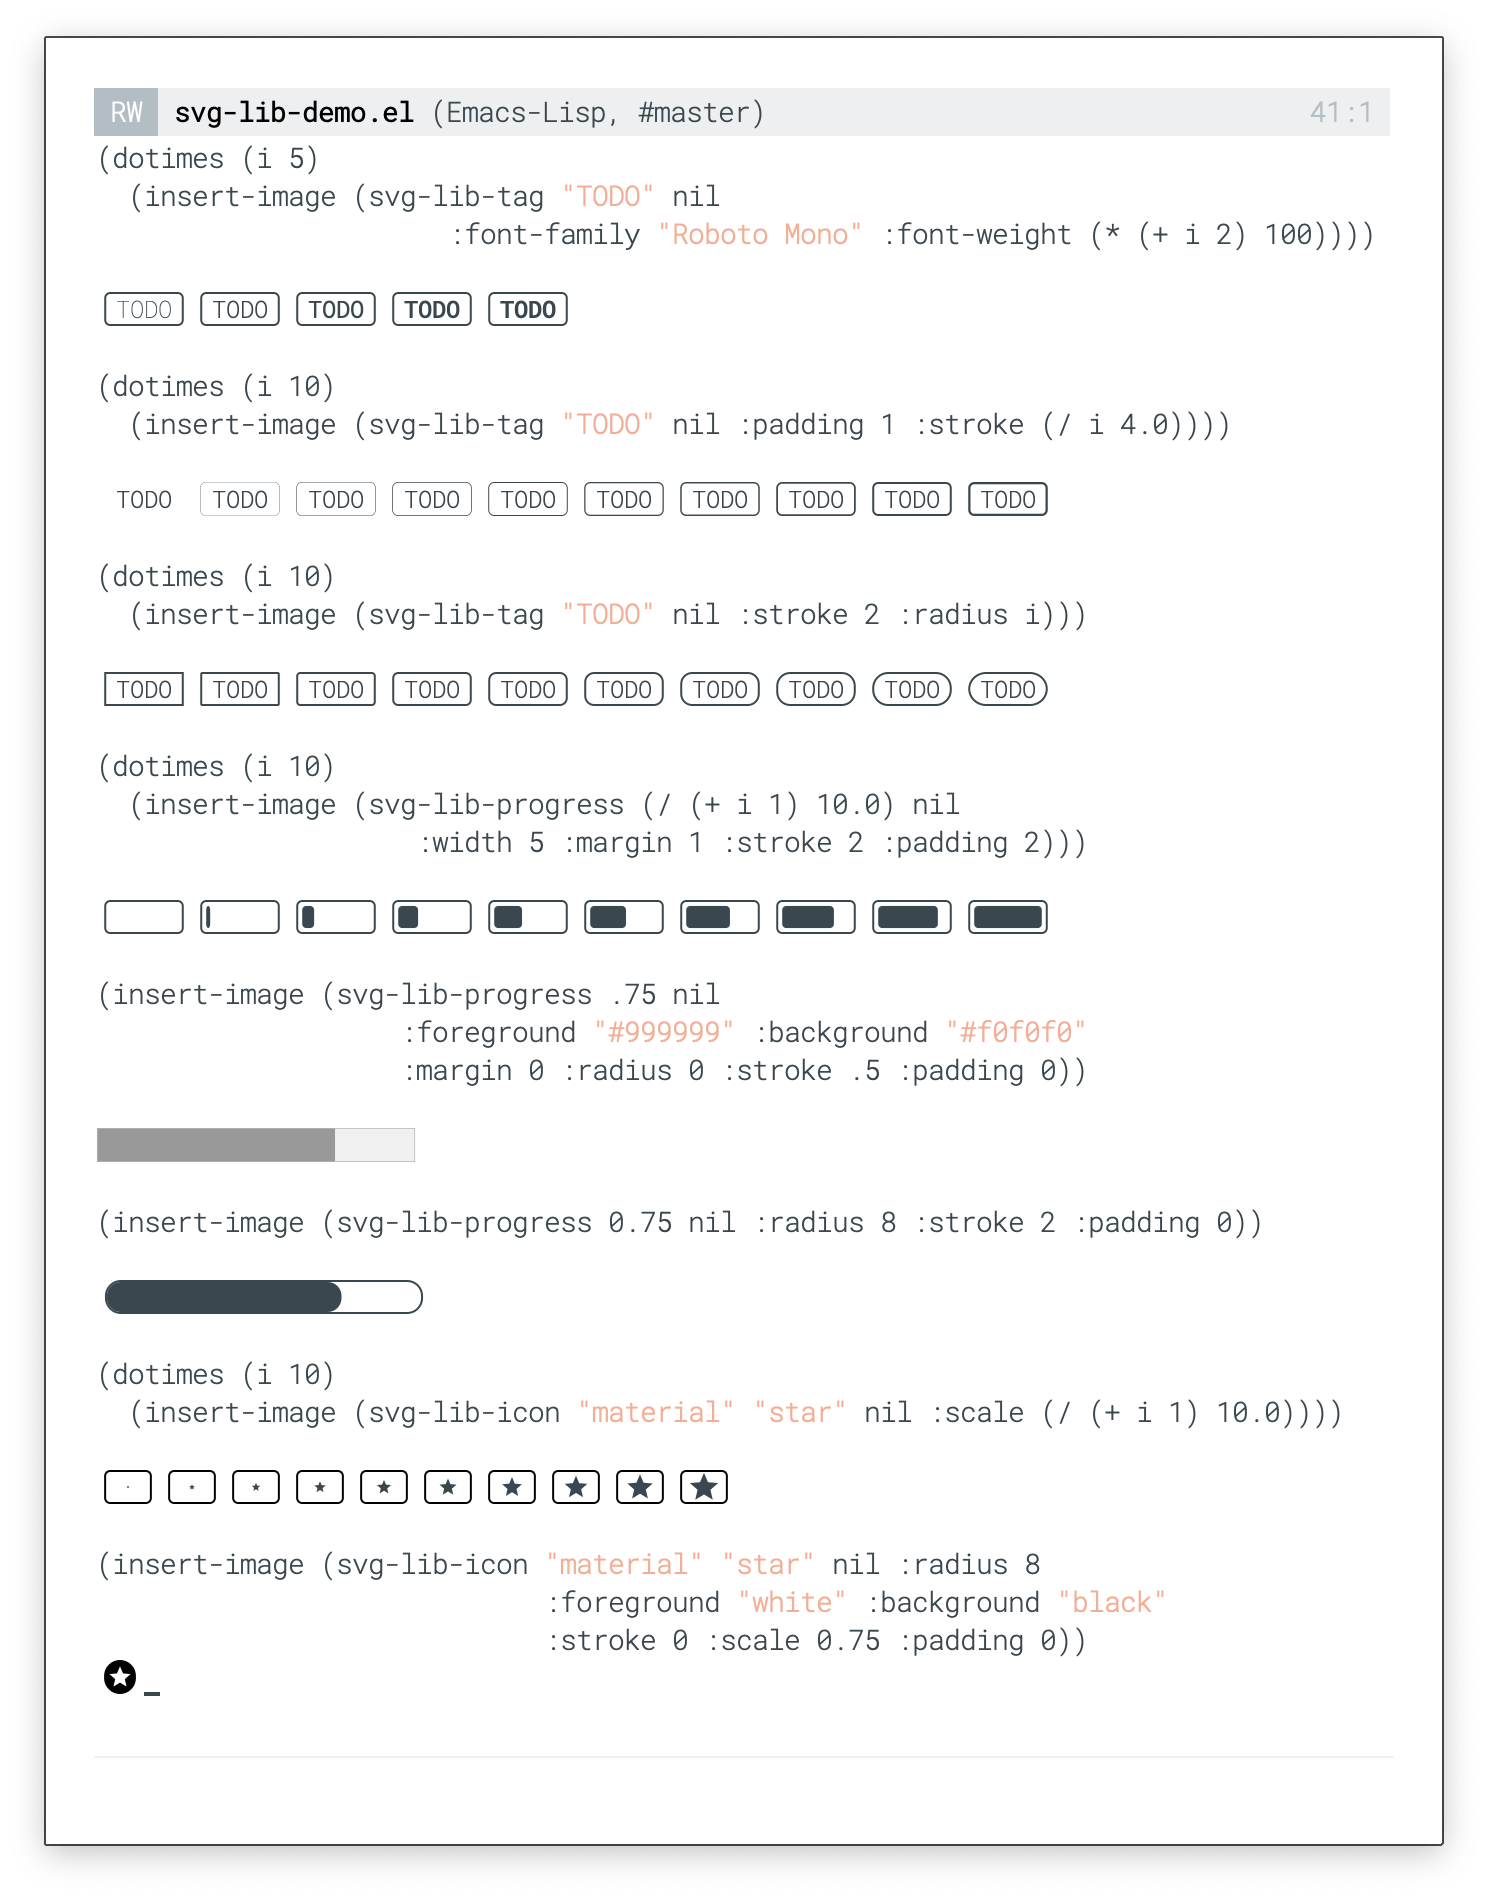 RW svg-lib-demo.el (Emacs-Lisp, #master) 41:1
(dotimes (i 5)
  (insert-image (svg-lib-tag "TODO" nil
                      :font-family "Roboto Mono" :font-weight (* (+ i 2) 100))))
TODO TODO TODO TODO TODO
(dotimes (i 10)
  (insert-image (svg-lib-tag "TODO" nil :padding 1 :stroke (/ i 4.0))))
TODO TODO TODO TODO TODO TODO TODO TODO TODO TODO
(dotimes (i 10)
  (insert-image (svg-lib-tag "TODO" nil :stroke 2 :radius i)))
TODO TODO TODO TODO TODO TODO TODO TODO TODO TODO
(dotimes (i 10)
  (insert-image (svg-lib-progress (/ (+ i 1) 10.0) nil
                    :width 5 :margin 1 :stroke 2 :padding 2)))
(insert-image (svg-lib-progress .75 nil
                   :foreground "#999999" :background "#f0f0f0"
                   :margin 0 :radius 0 :stroke .5 :padding 0))
(insert-image (svg-lib-progress 0.75 nil :radius 8 :stroke 2 :padding 0))
(dotimes (i 10)
  (insert-image (svg-lib-icon "material" "star" nil :scale (/ (+ i 1) 10.0))))
(insert-image (svg-lib-icon "material" "star" nil :radius 8
                            :foreground "white" :background "black"
                            :stroke 0 :scale 0.75 :padding 0))